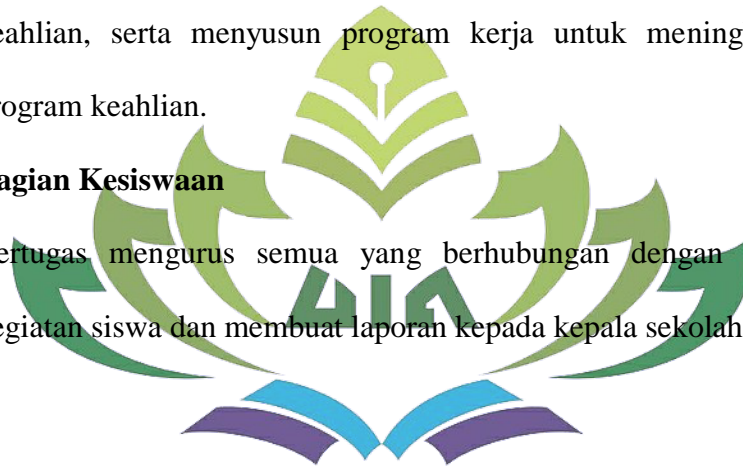 eahlian, serta menyusun program kerja untuk mening
rogram keahlian.
agian Kesiswaan
ertugas mengurus semua yang berhubungan dengan
UIN
egiatan siswa dan membuat laporan kepada kepala sekolah